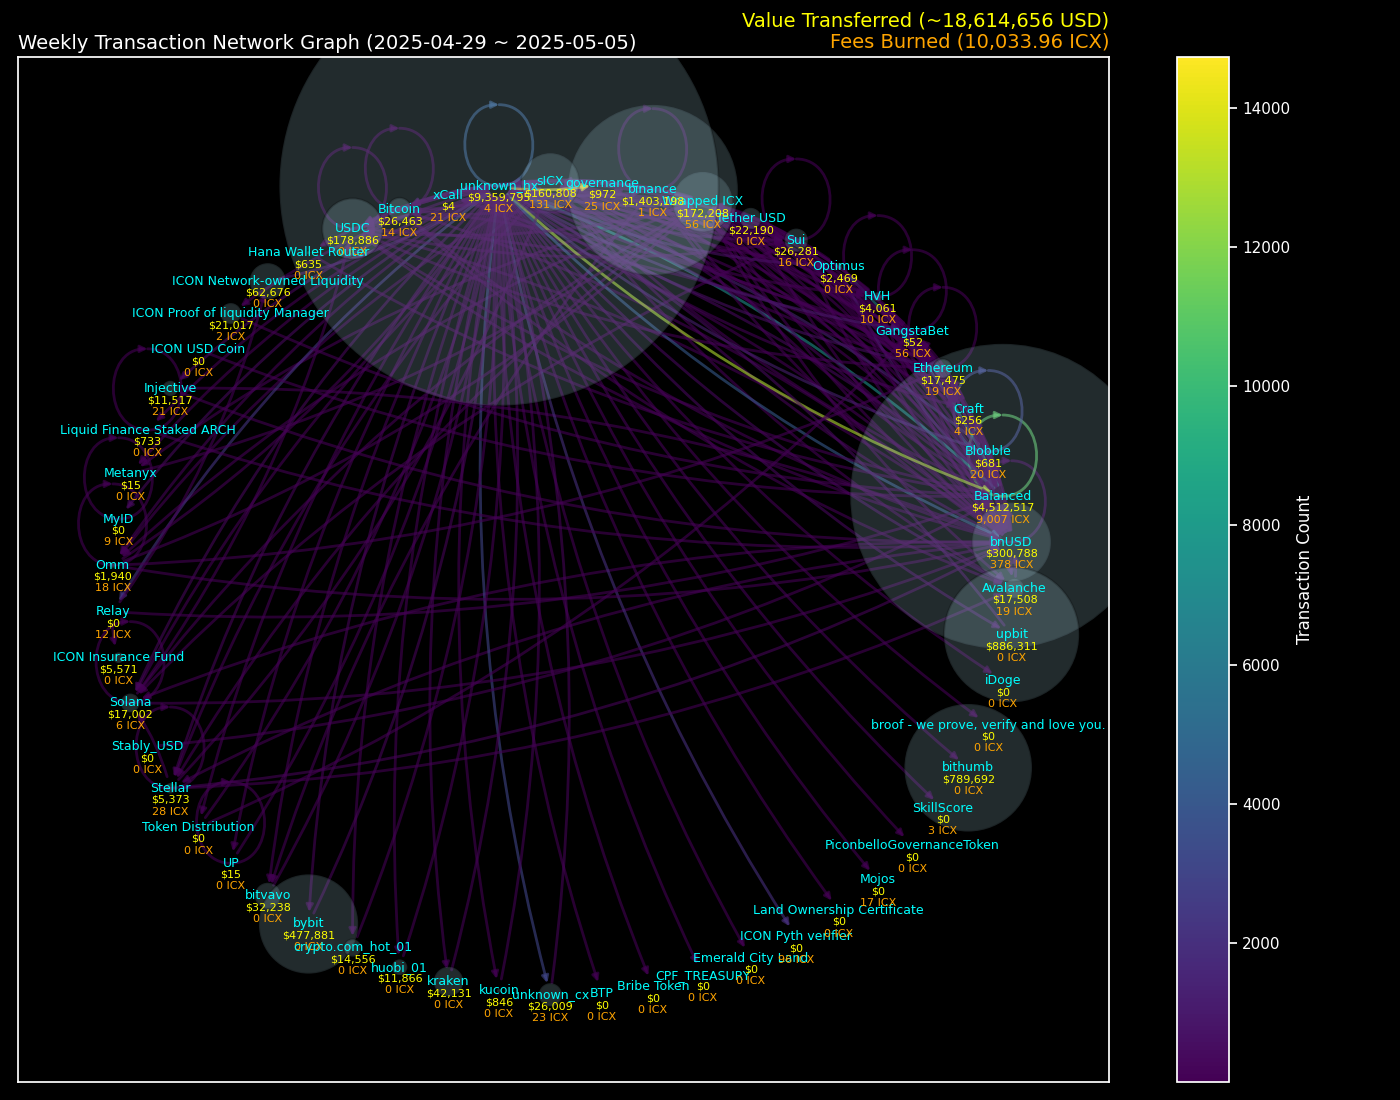 Value Transferred (~18,614,656 USD)
Weekly Transaction Network Graph (2025-04-29 ~ 2025-05-05)
Fees Burned (10,033.96 ICX)
unknown_hx
$9,359,795
4 ICX
sICX
$160,808
131 ICX
governance
$972
25 ICX
binance
$1,403,198
1 ICX
$172,208
56 ICX
$22,190
0 ICX
Sui
$26,281
16 ICX
Optimus
$2,469
0 ICX
HVH
$4,061
10 ICX
GangstaBet
$52
56 ICX
Ethereum
$17,475
19 ICX
Craft
$256
4 ICX
Blobble
$681
20 ICX
Balanced
$4,512,517
9,007 ICX
bnUSD
$300,788
378 ICX
Avalanche
$17,508
19 ICX
upbit
$886,311
0 ICX
iDoge
$0
0 ICX
broof - we prove, verify and love you.
$0
0 ICX
bithumb
$789,692
0 ICX
SkillScore
$0
3 ICX
PiconbelloGovernanceToken
$0
0 ICX
Mojos
$0
17 ICX
Land Ownership Certificate
$0
0 ICX
ICON Pyth verifier
$0
Emerald City Land
$0
0 ICX
CPF_TREASURY
$0
0 ICX
Bribe Token
$0
0 ICX
BTP
$0
0 ICX
unknown_cx
$26,009
23 ICX
kucoin
$846
0 ICX
kraken
$42,131
0 ICX
huobi_01
$11,866
0 ICX
crypto.com_hot_01
$14,556
0 ICX
bybit
$477,881
0 ICX
bitvavo
$32,238
0 ICX
UP
$15
0 ICX
Token Distribution
$0
0 ICX
Stellar
$5,373
28 ICX
Stably_USD
$0
0 ICX
Solana
$17,002
6 ICX
ICON Insurance Fund
$5,571
0 ICX
Relay
$0
12 ICX
Omm
$1,940
18 ICX
MyID
$0
9 ICX
Metanyx
$15
0 ICX
Liquid Finance Staked ARCH
$733
0 ICX
Injective
$11,517
21 ICX
ICON USD Coin
$0
0 ICX
ICON Proof of liquidity Manager
$21,017
2 ICX
ICON Network-owned Liquidity
$62,676
0 ICX
Hana Wallet Router
$635
0 ICX
USDC
$178,886
0 ICX
Bitcoin
$26,463
14 ICX
xCall
$4
21 ICX
14000
12000
10000
8000
6000
4000
2000
Transaction Count